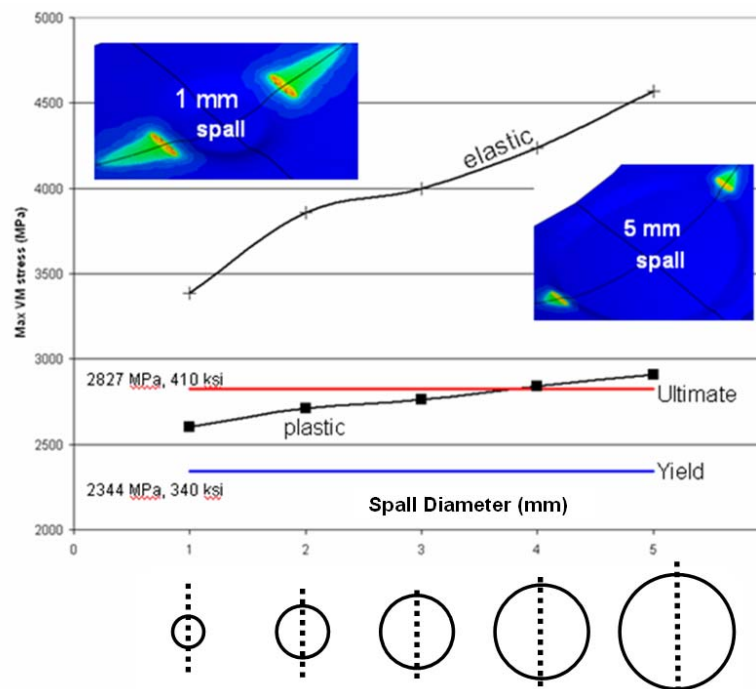 5000
4500
4000
3500
3000
2500
2000
Max VM stress (MPa)
1 mm
spall
elastic
5 mm
spall
2827 MPa, 410 ksi
Ultimate
plastic
Yield
2344 MPa, 340 ksi
Spall Diameter (mm)
0
1
2
3
4
5